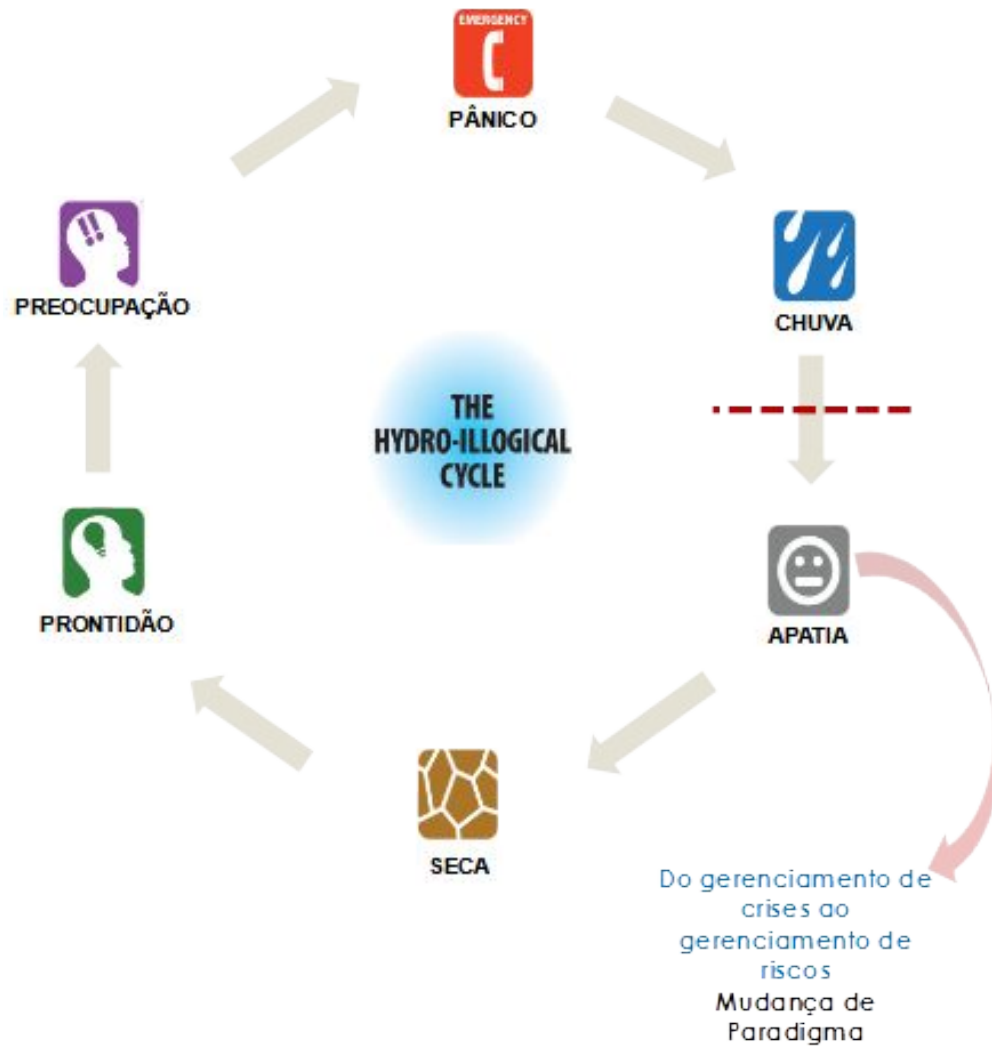 EMERGENCY
PÂNICO
PREOCUPAÇÃO
CHUVA
THE
HYDRO-ILLOGICAL
CYCLE
PRONTIDÃO
APATIA
SECA
Do gerenciamento de
crises ao
gerenciamento de
riscos
Mudança de
Paradigma